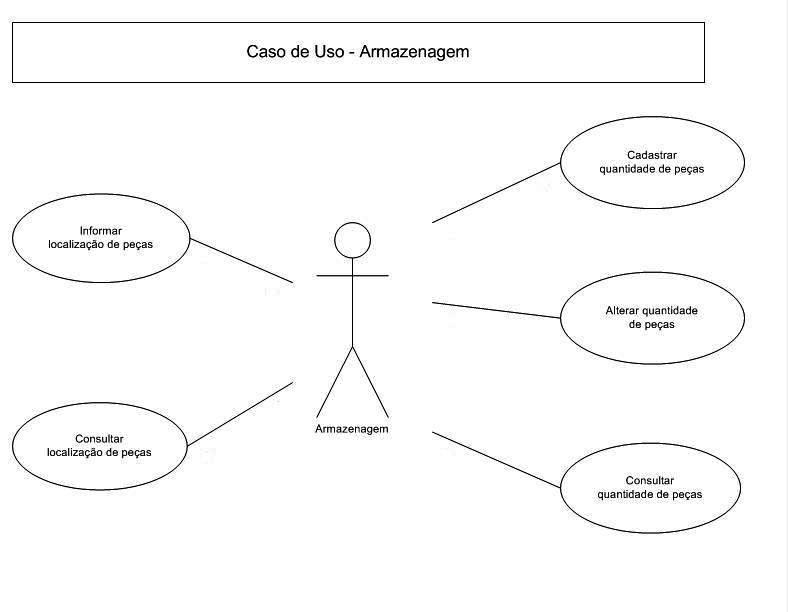 Caso de Uso - Armazenagem
Cadastrar
quantidade de peças
Informar
localização de peças
Alterar quantidade
de peças
Armazenagem
Consultar
localização de peças
Consultar
quantidade de peças